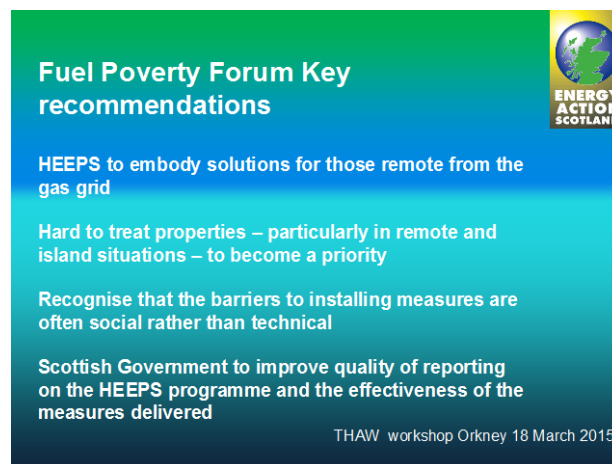 Fuel Poverty Forum Key
recommendations
ENERGY
ACTION
SCOTLAND
HEEPS to embody solutions for those remote from the
gas grid
Hard to treat properties – particularly in remote and
island situations – to become a priority
Recognise that the barriers to installing measures are
often social rather than technical
Scottish Government to improve quality of reporting
on the HEEPS programme and the effectiveness of the
measures delivered
THAW workshop Orkney 18 March 2015